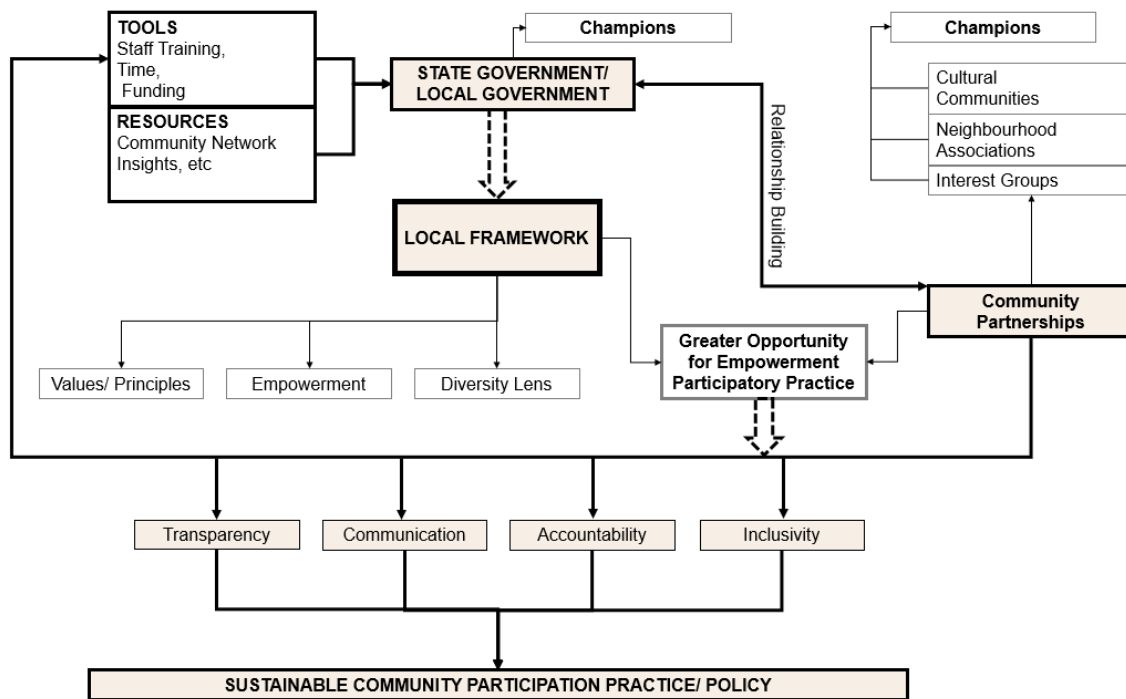 TOOLS
Staff Training,
Time,
Funding
RESOURCES
Community Network
Insights, etc
Champions
STATE GOVERNMENT/
LOCAL GOVERNMENT
Champions
Cultural
Communities
Neighbourhood
Associations
Interest Groups
Relationship Building
LOCAL FRAMEWORK
Community
Partnerships
Greater Opportunity
for Empowerment
Participatory Practice
Values/ Principles
Empowerment
Diversity Lens
Transparency
Communication
Accountability
Inclusivity
SUSTAINABLE COMMUNITY PARTICIPATION PRACTICE/ POLICY